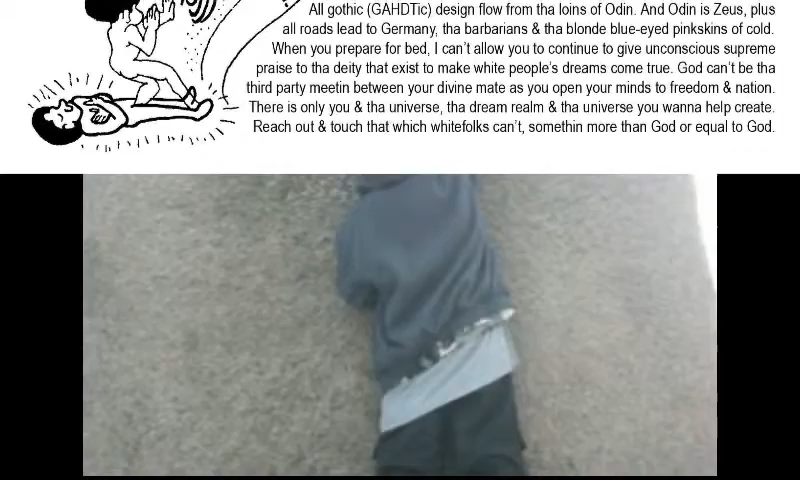 All gothic (GAHDTic) design flow from tha loins of Odin. And Odin is Zeus, plus
all roads lead to Germany, tha barbarians & tha blonde blue-eyed pinkskins of cold.
When you prepare for bed, I can't allow you to continue to give unconscious supreme
praise to tha deity that exist to make white people's dreams come true. God can't be tha
third party meetin between your divine mate as you open your minds to freedom & nation.
There is only you & tha universe, tha dream realm & tha universe you wanna help create.
Reach out & touch that which whitefolks can't, somethin more than God or equal to God.